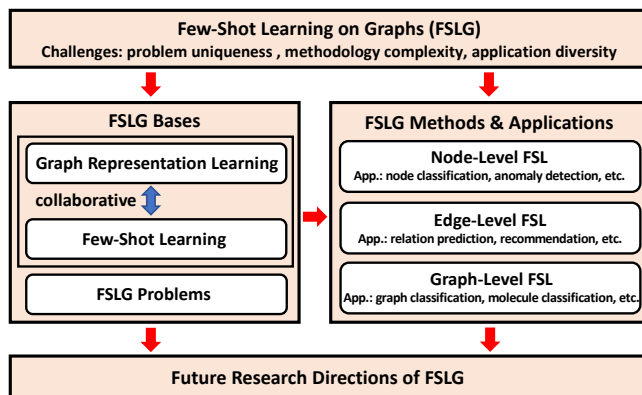 Few-Shot Learning on Graphs (FSLG)
Challenges: problem uniqueness , methodology complexity, application diversity
FSLG Bases
Graph Representation Learning
collaborative
Few-Shot Learning
FSLG Problems
FSLG Methods & Applications
Node-Level FSL
App.: node classification, anomaly detection, etc.
Edge-Level FSL
App.: relation prediction, recommendation, etc.
Graph-Level FSL
App.: graph classification, molecule classification, etc.
Future Research Directions of FSLG